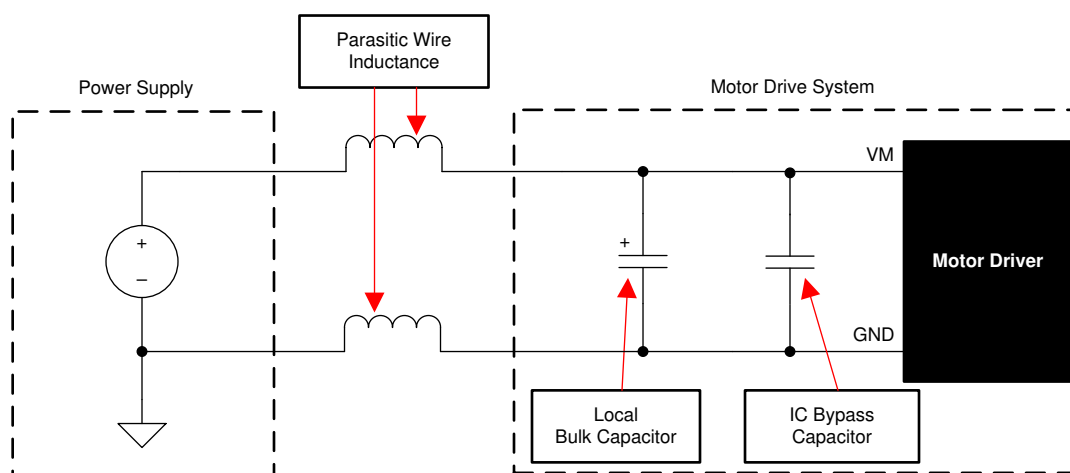 Parasitic Wire
Inductance
Power Supply
Motor Drive System
VM
+
–
+
Motor Driver
GND
Local
Bulk Capacitor
IC Bypass
Capacitor